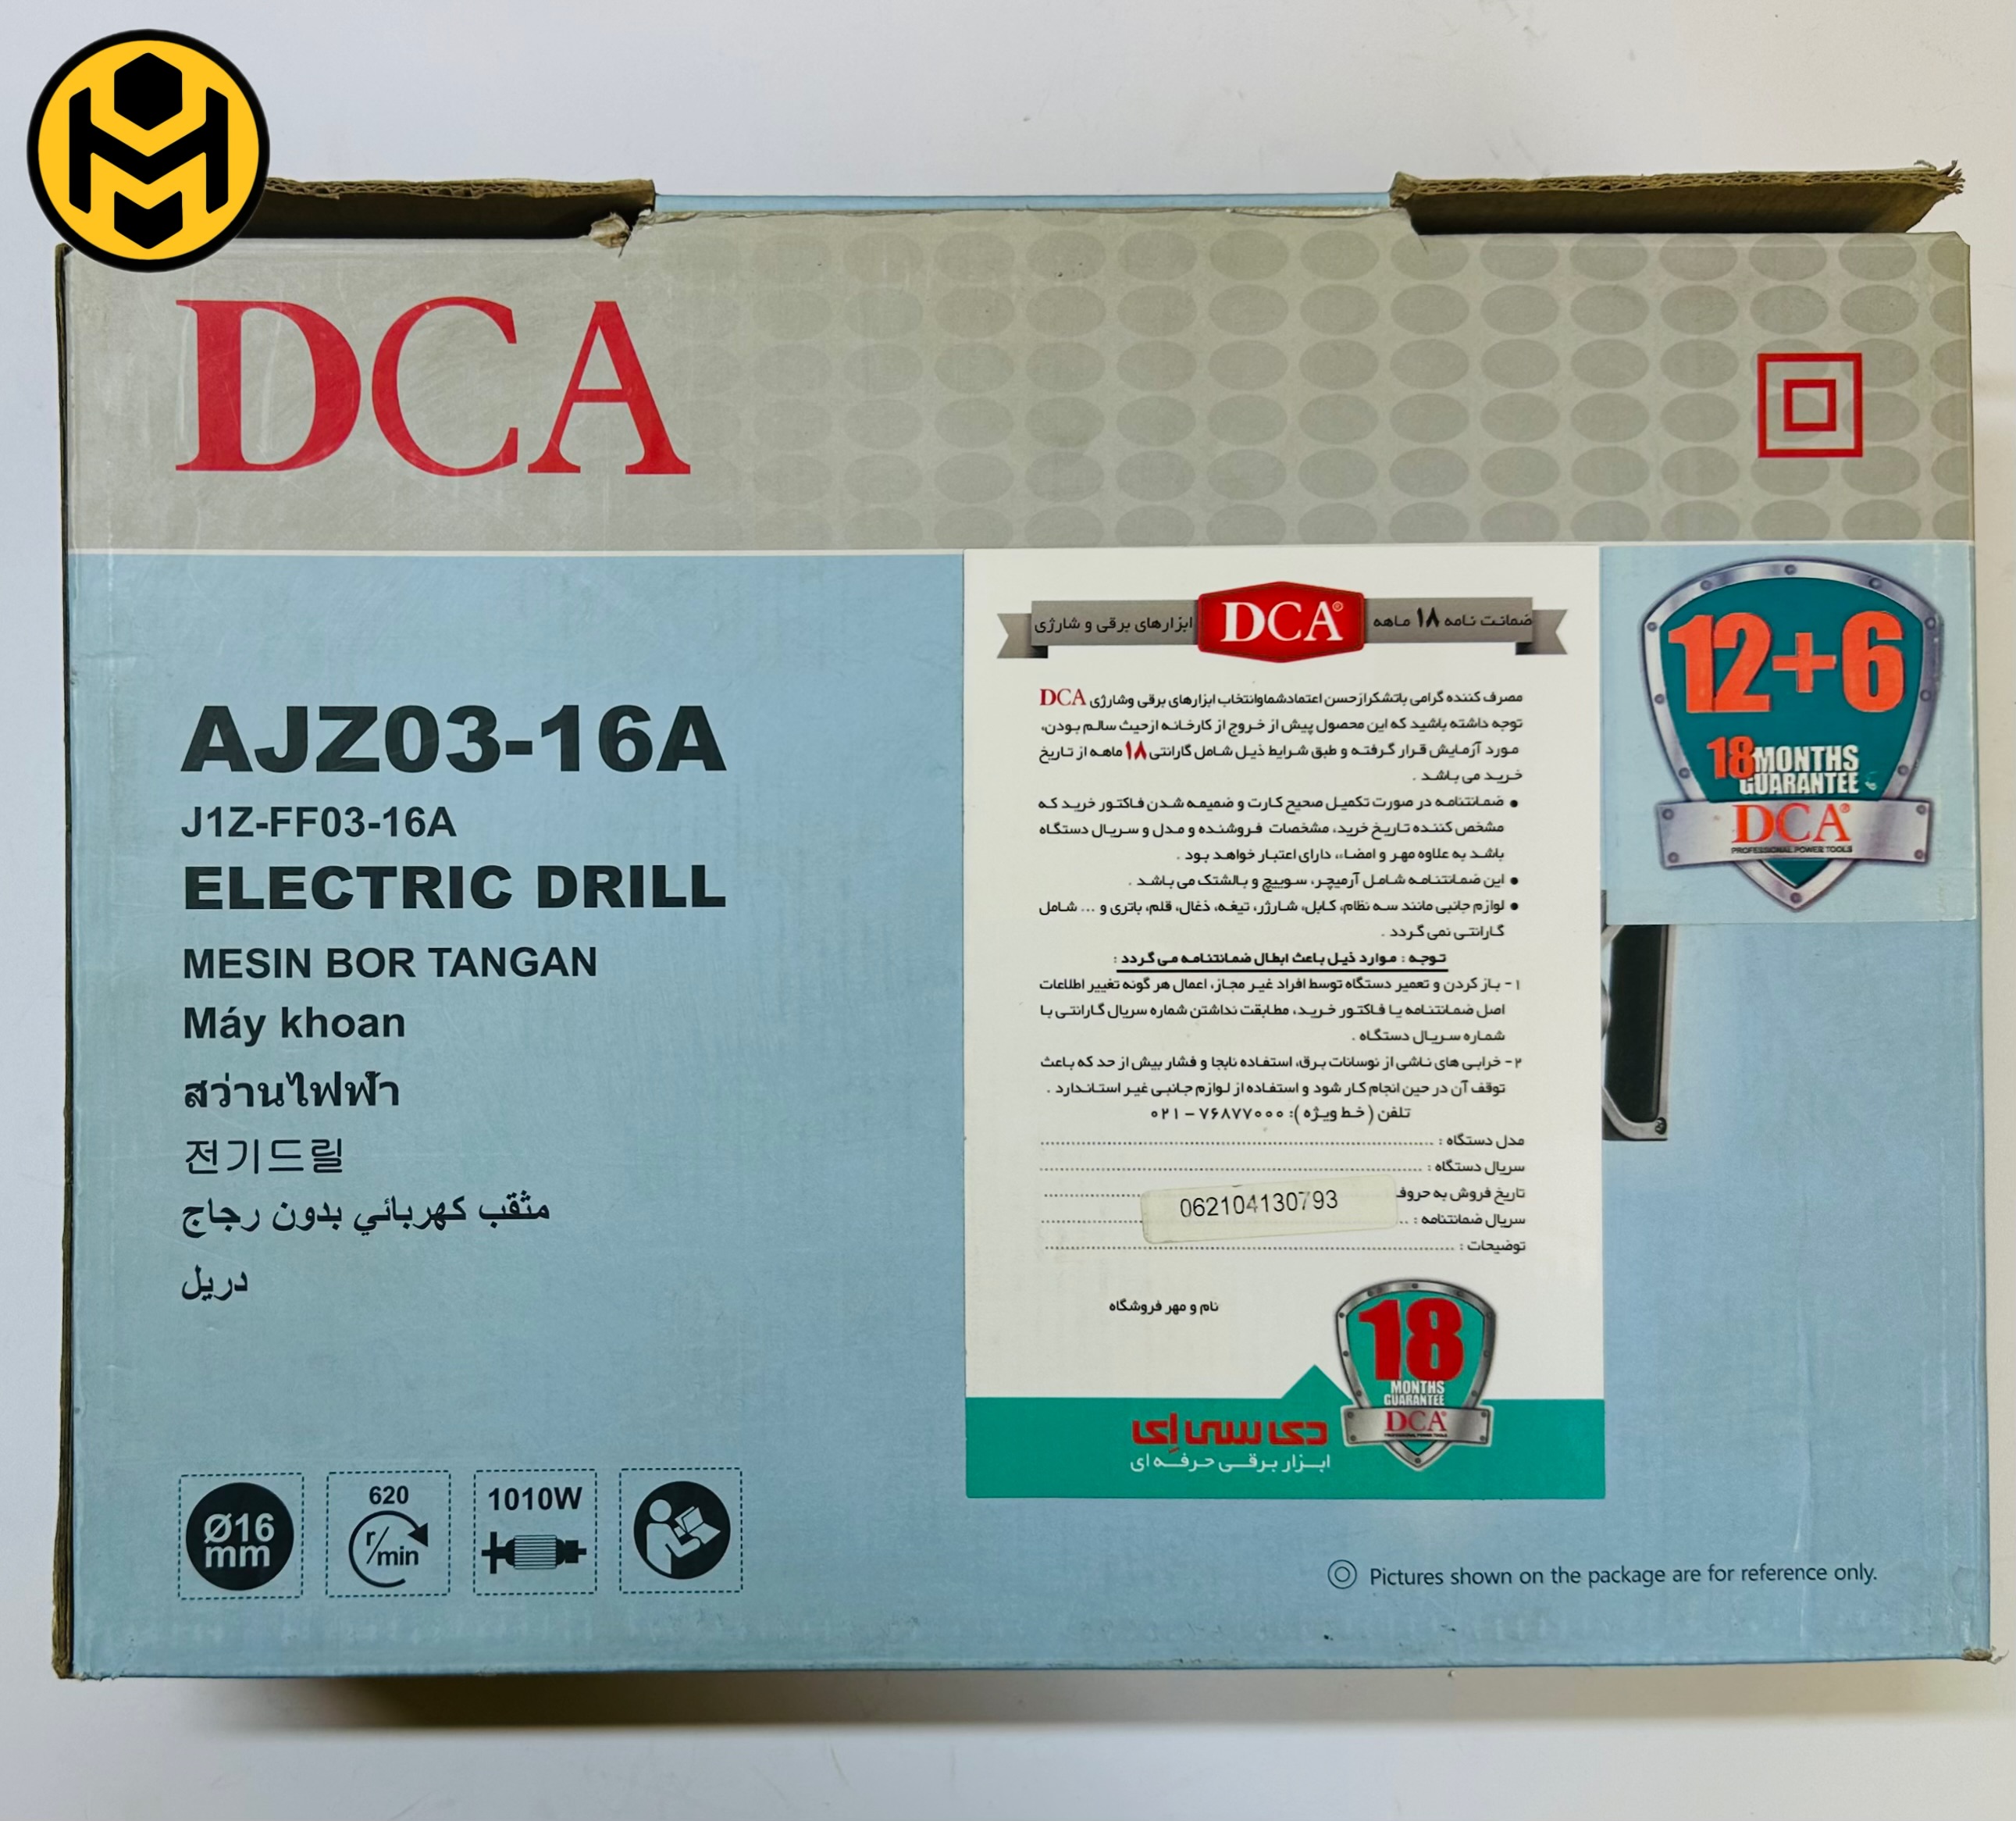 DCA
AJZ03-16A
J1Z-FF03-16A
ELECTRIC DRILL
MESIN BOR TANGAN
Máy khoan
สว่านไฟฟ้า
전기드릴
مثقب كهربائي بدون رجاج
دريل
Ø16
mm
620
r/min
1010W
ضمانت نامه ۱۸ ماهه DCA® ابزارهای برقی و شارژی
مصرف کننده گرامی باتشکرازحسن اعتمادشماوانتخاب ابزارهای برقی وشارژی DCA
توجه داشته باشید که این محصول پیش از خروج از کارخانه ازحیث سالم بودن،
مورد آزمایش قرار گرفته و طبق شرایط ذیل شامل گارانتی ۱۸ ماهه از تاریخ
خرید می باشد .
• ضمانتنامه در صورت تکمیل صحیح کارت و ضمیمه شدن فاکتور خرید که
مشخص کننده تاریخ خرید، مشخصات فروشنده و مدل و سریال دستگاه
باشد به علاوه مهر و امضاء، دارای اعتبار خواهد بود .
• این ضمانتنامه شامل آرمیچر، سوییچ و بالشتک می باشد .
• لوازم جانبی مانند سه نظام، کابل، شارژر، تیغه، ذغال، قلم، باتری و ... شامل
گارانتی نمی گردد .
توجه : موارد ذیل باعث ابطال ضمانتنامه می گردد :
۱- باز کردن و تعمیر دستگاه توسط افراد غیر مجاز، اعمال هر گونه تغییر اطلاعات
اصل ضمانتنامه یا فاکتور خرید، مطابقت نداشتن شماره سریال گارانتی با
شماره سریال دستگاه .
۲- خرابی های ناشی از نوسانات برق، استفاده نابجا و فشار بیش از حد که باعث
توقف آن در حین انجام کار شود و استفاده از لوازم جانبی غیر استاندارد .
تلفن ( خط ویژه ): ۷۶۸۷۷۰۰۰ - ۰۲۱
مدل دستگاه :
سریال دستگاه :
تاریخ فروش به حروف
062104130793
سریال ضمانتنامه :
توضیحات :
نام و مهر فروشگاه
18
MONTHS
GUARANTEE
DCA
PROFESSIONAL POWER TOOLS
دی سی اِی
ابزار برقی حرفه ای
12+6
18 MONTHS
GUARANTEE
DCA®
PROFESSIONAL POWER TOOLS
Pictures shown on the package are for reference only.